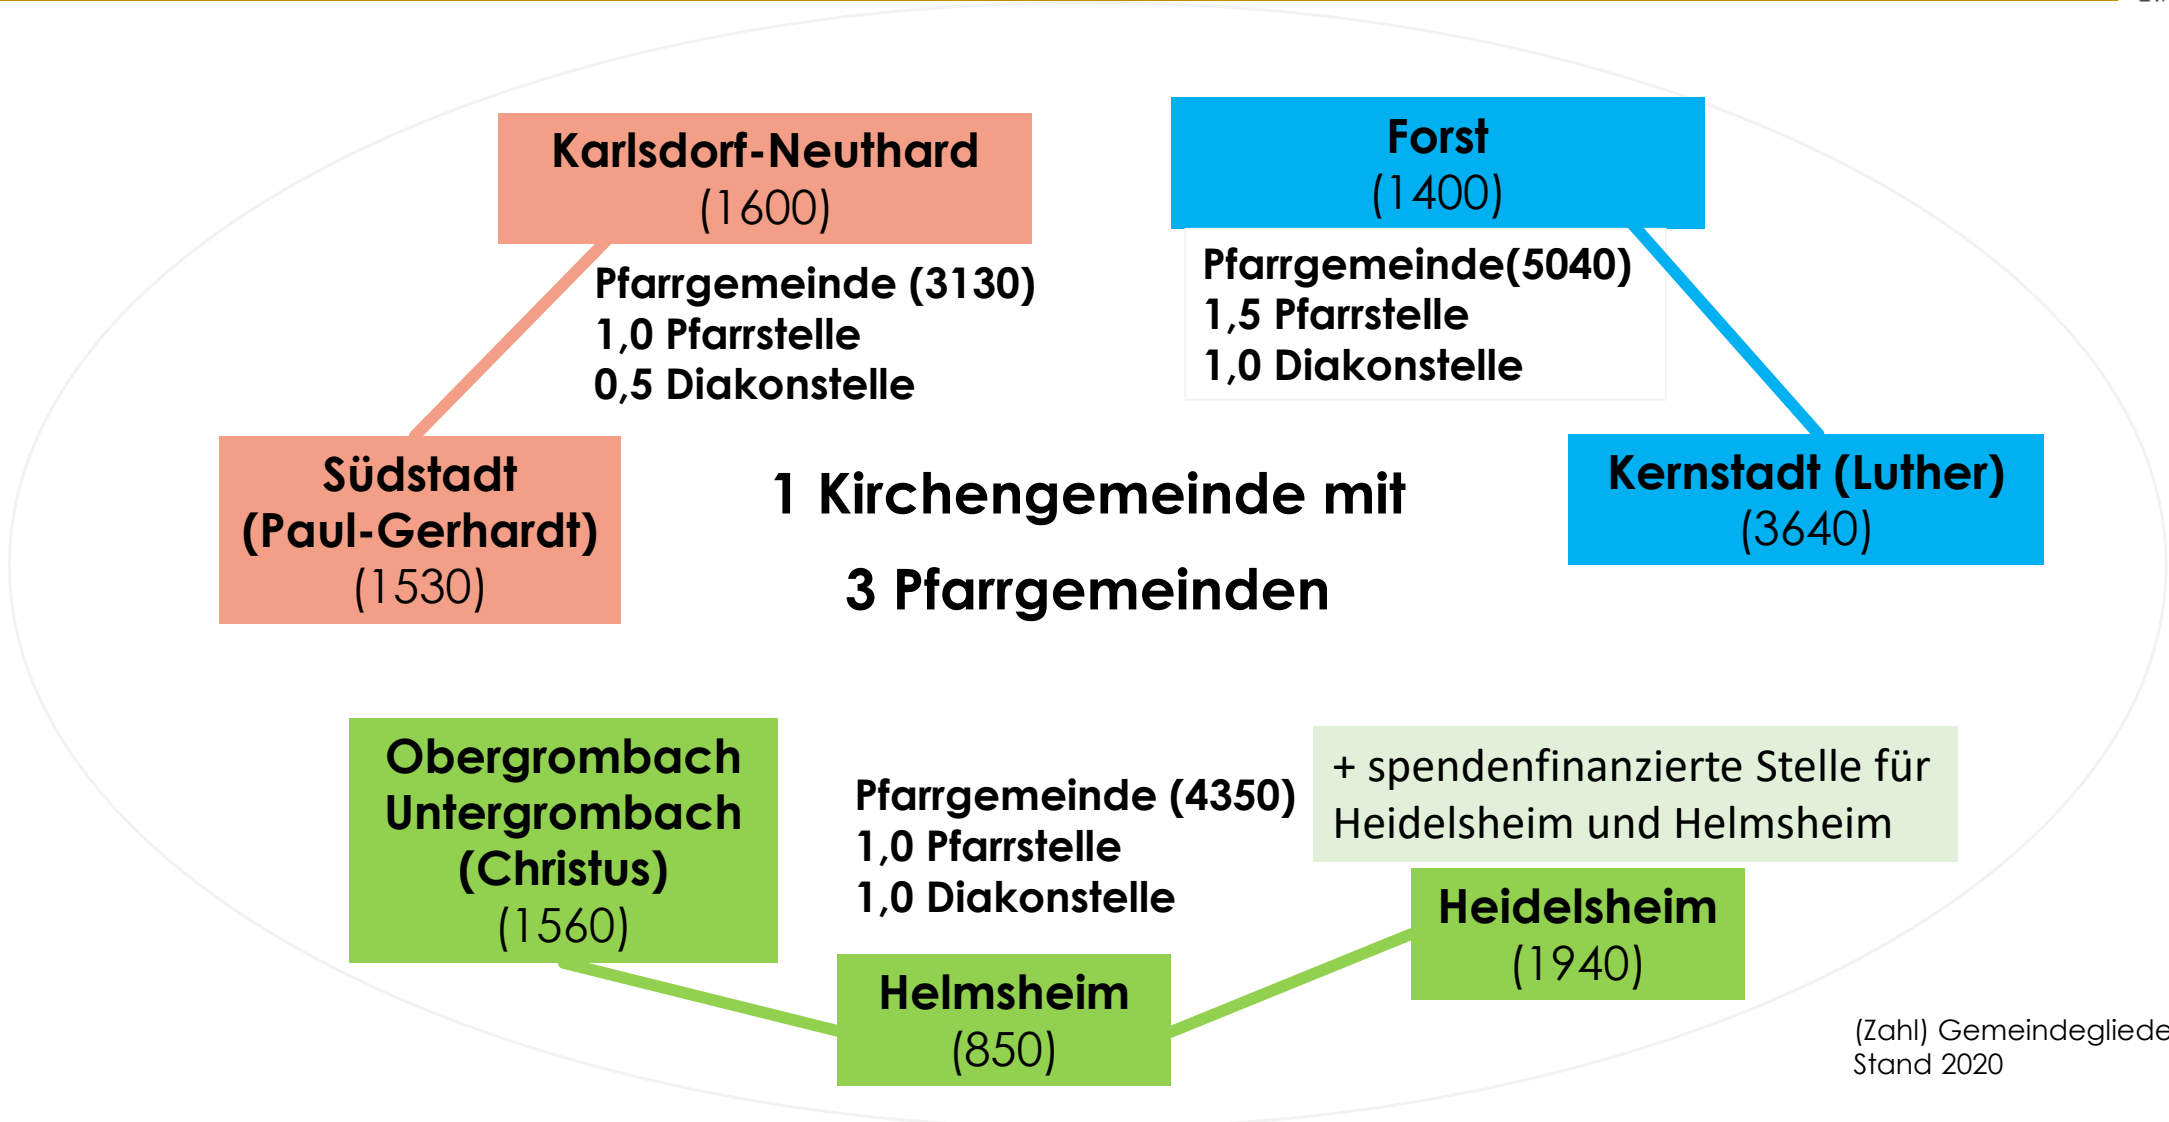 Karlsdorf-Neuthard
(1600)
Forst
(1400)
Pfarrgemeinde (3130)
1,0 Pfarrstelle
0,5 Diakonstelle
Pfarrgemeinde(5040)
1,5 Pfarrstelle
1,0 Diakonstelle
Südstadt
(Paul-Gerhardt)
(1530)
1 Kirchengemeinde mit
3 Pfarrgemeinden
Kernstadt (Luther)
(3640)
Obergrombach
Untergrombach
(Christus)
(1560)
Pfarrgemeinde (4350)
1,0 Pfarrstelle
1,0 Diakonstelle
+ spendenfinanzierte Stelle für
Heidelsheim und Helmsheim
Heidelsheim
(1940)
Helmsheim
(850)
(Zahl) Gemeindegliede
Stand 2020